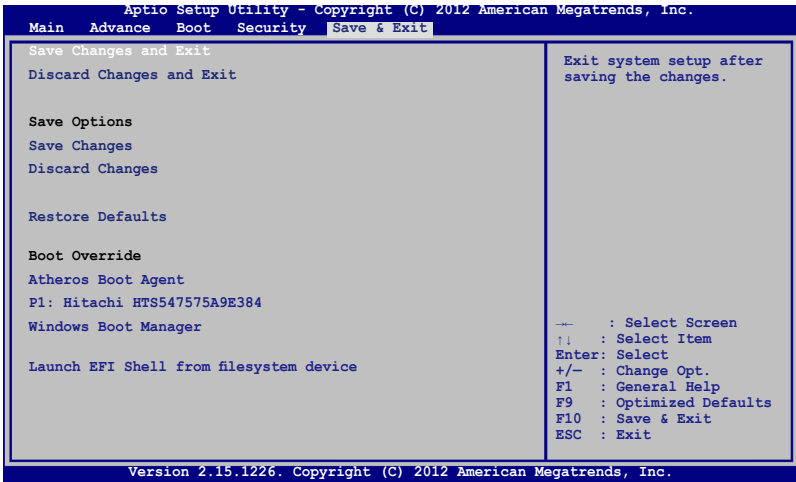 Aptio Setup Utility - Copyright (C) 2012 American Megatrends, Inc.
Main Advance Boot Security Save & Exit
Save Changes and Exit
Discard Changes and Exit
Save Options
Save Changes
Discard Changes
Restore Defaults
Boot Override
Atheros Boot Agent
P1: Hitachi HTS547575A9E384
Windows Boot Manager
Launch EFI Shell from filesystem device
Exit system setup after
saving the changes.
→← : Select Screen
↑↓ : Select Item
Enter: Select
+/— : Change Opt.
F1 : General Help
F9 : Optimized Defaults
F10 : Save & Exit
ESC : Exit
Version 2.15.1226. Copyright (C) 2012 American Megatrends, Inc.